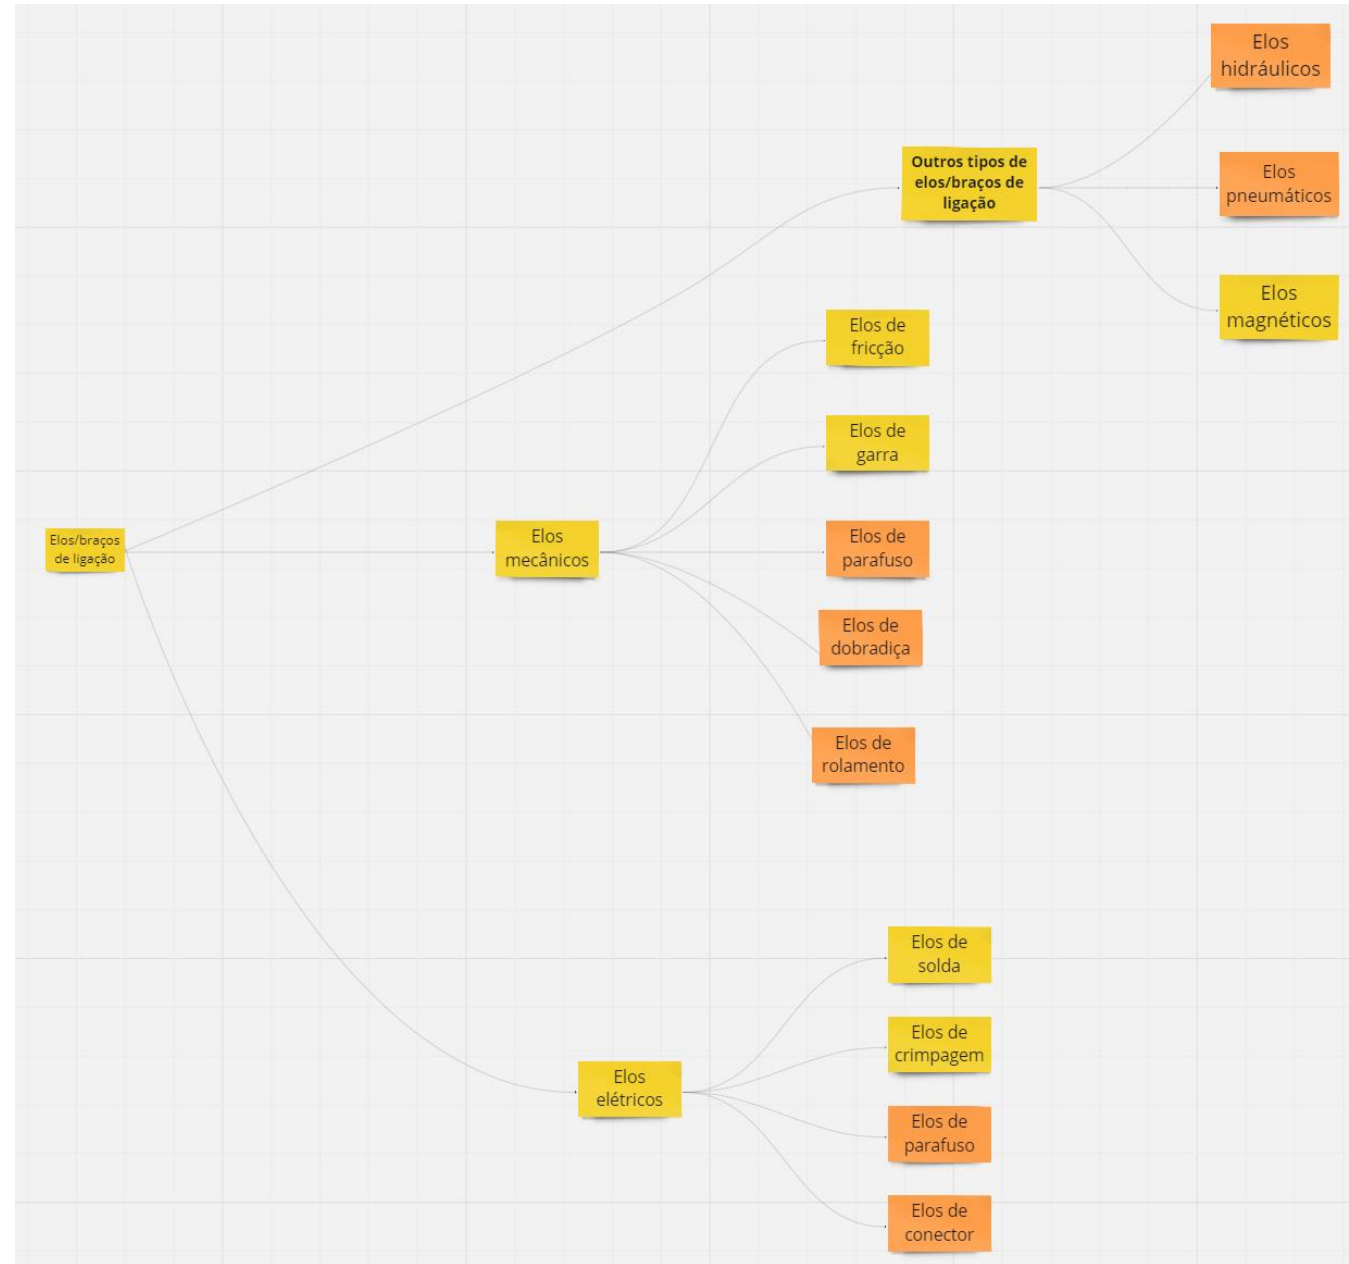 Elos
hidráulicos
Outros tipos de
elos/braços de
ligação
Elos
pneumáticos
Elos
magnéticos
Elos de
fricção
Elos de
garra
Elos/braços
de ligação
Elos
mecânicos
Elos de
parafuso
Elos de
dobradiça
Elos de
rolamento
Elos de
solda
Elos de
crimpagem
Elos
elétricos
Elos de
parafuso
Elos de
conector